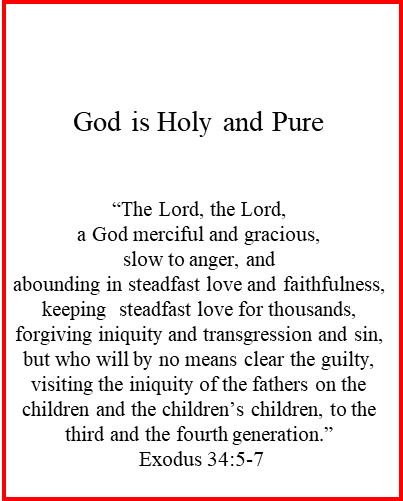 God is Holy and Pure
“The Lord, the Lord,
a God merciful and gracious,
slow to anger, and
abounding in steadfast love and faithfulness,
keeping  steadfast love for thousands,
forgiving iniquity and transgression and sin,
but who will by no means clear the guilty,
visiting the iniquity of the fathers on the
children and the children’s children, to the
third and the fourth generation.”
Exodus 34:5-7